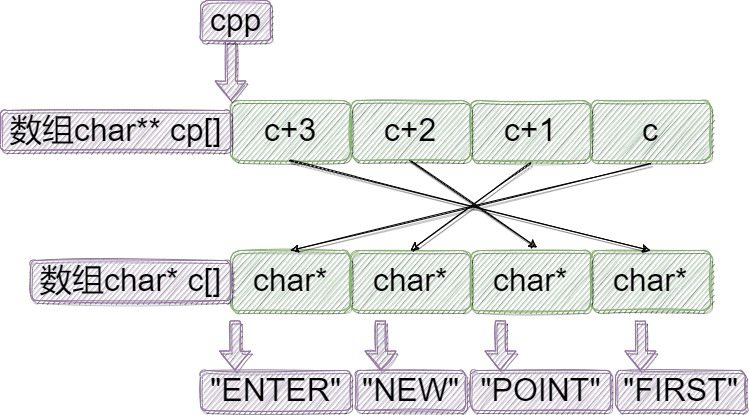 cpp
数组char** cp[] c+3 c+2 c+1 c
数组char* c[] char* char* char* char*
"ENTER" "NEW" "POINT" "FIRST"